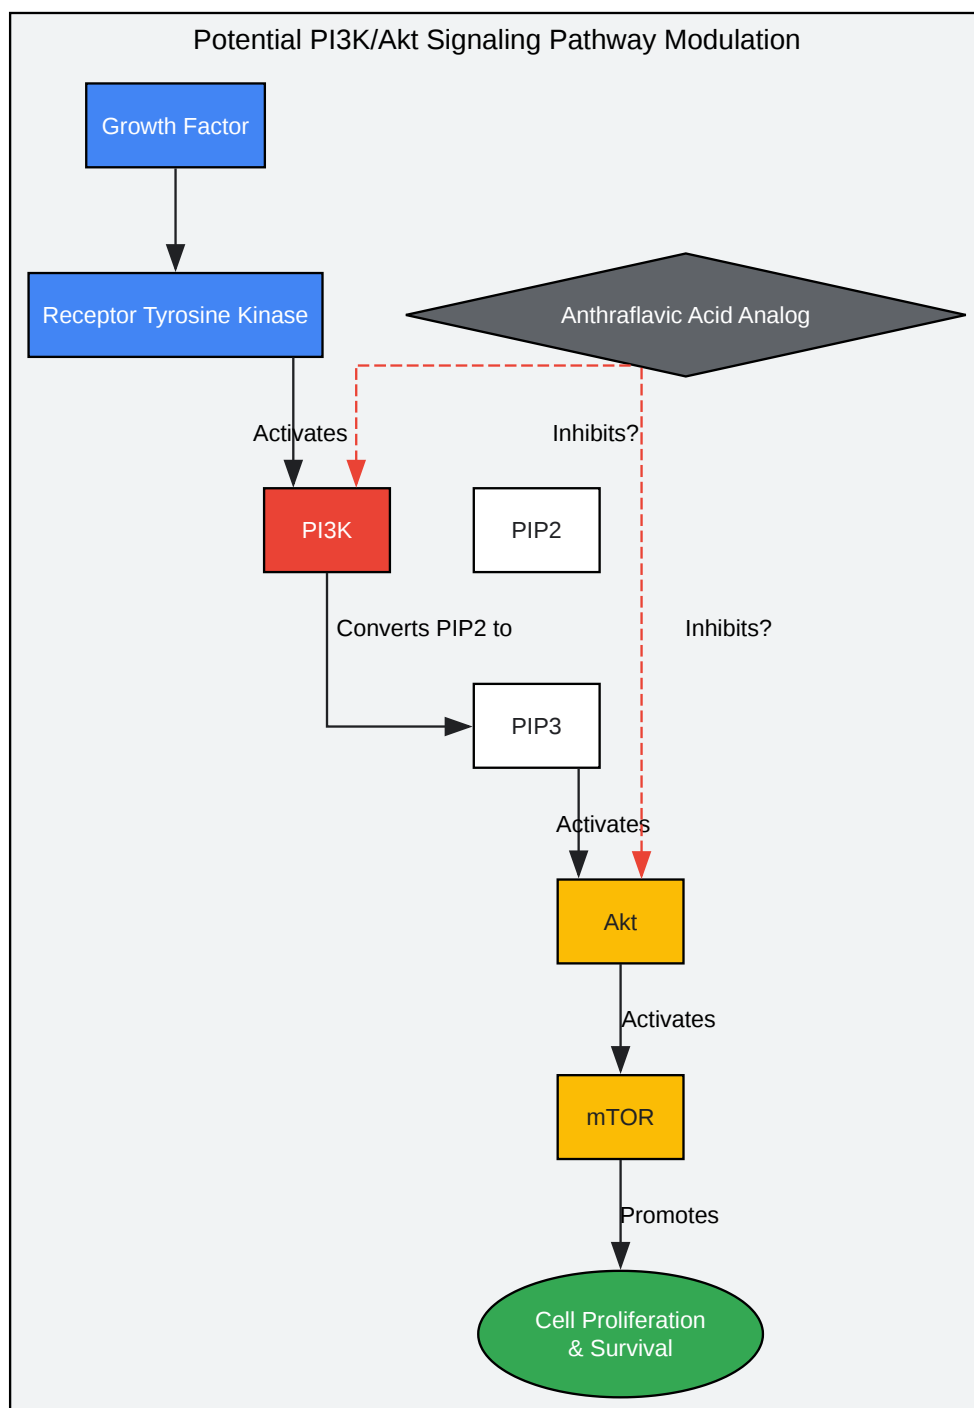 Potential PI3K/Akt Signaling Pathway Modulation
Growth Factor
Receptor Tyrosine Kinase
Anthraflavic Acid Analog
Activates
Inhibits?
PI3K
PIP2
Converts PIP2 to
Inhibits?
PIP3
Activates
Akt
Activates
mTOR
Promotes
Cell Proliferation
& Survival